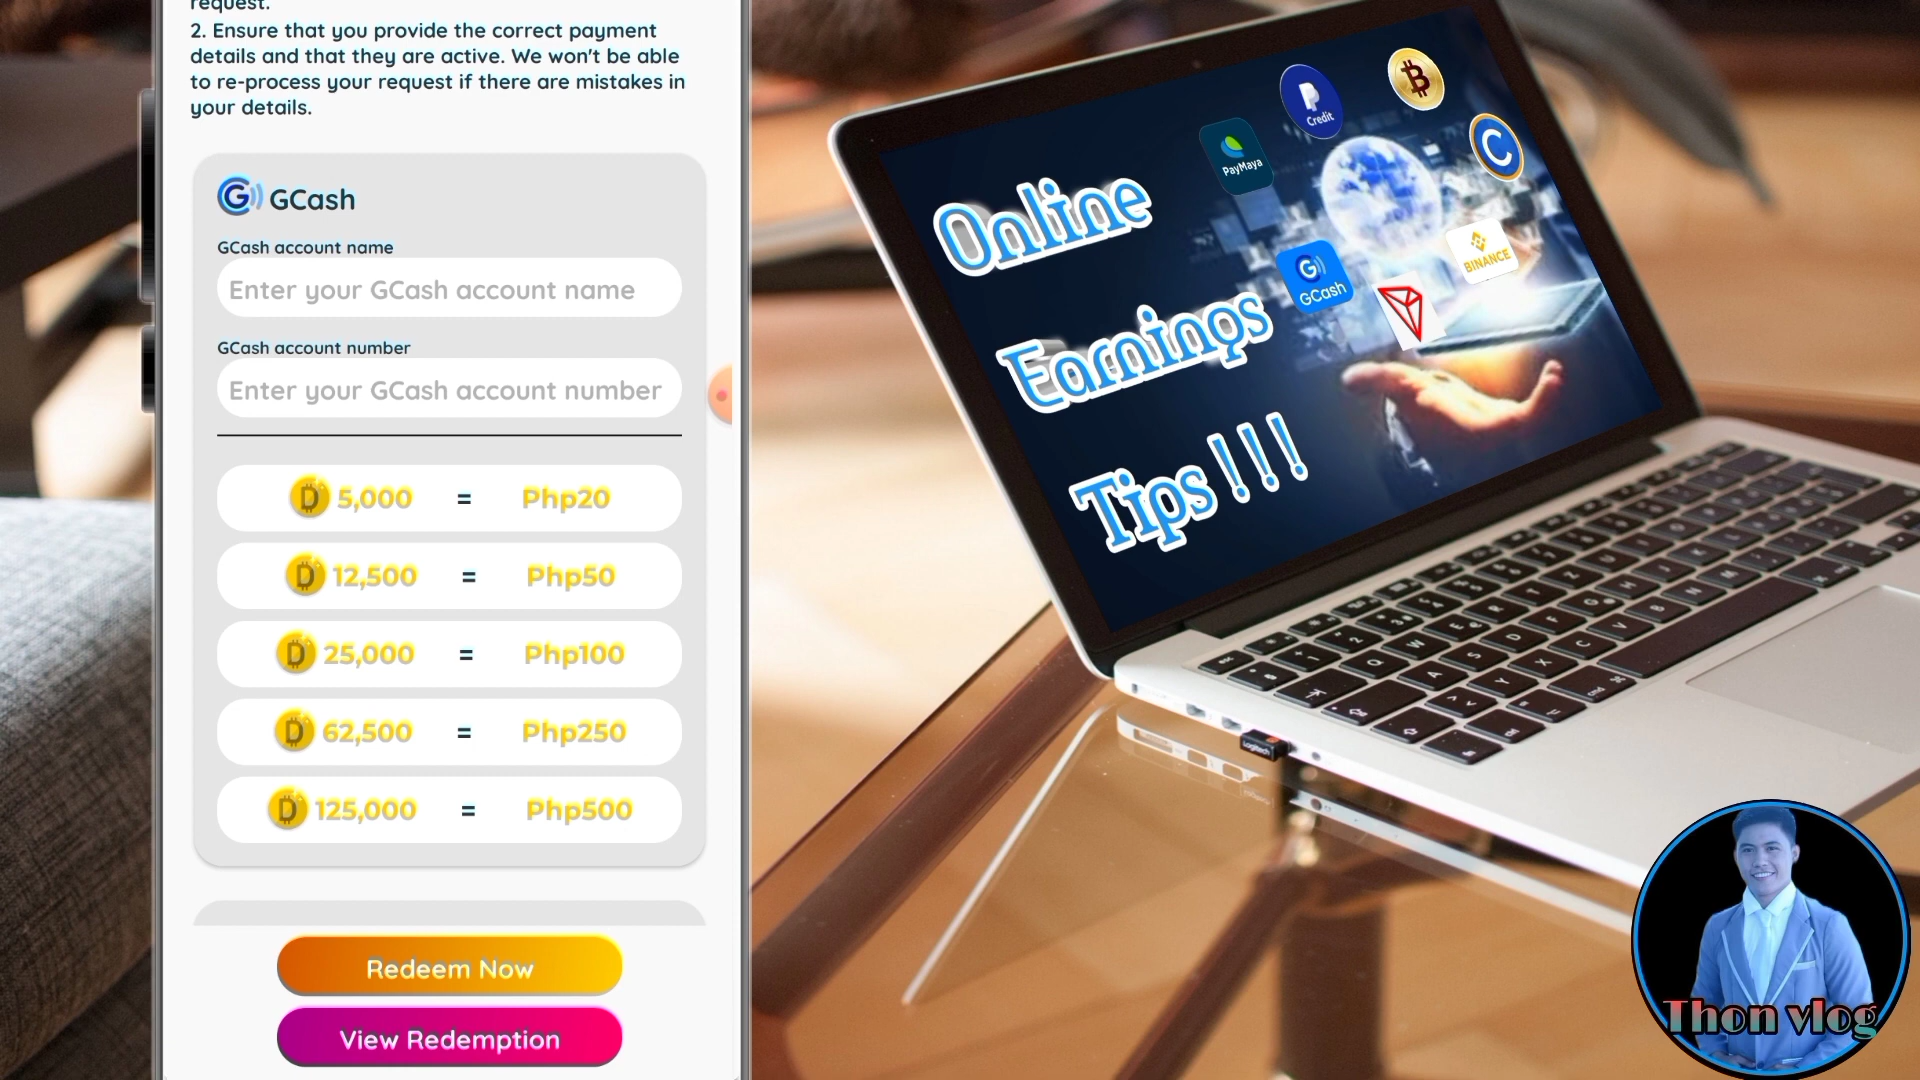 request.
2. Ensure that you provide the correct payment
details and that they are active. We won't be able
to re-process your request if there are mistakes in
your details.
GCash
GCash account name
Enter your GCash account name
GCash account number
Enter your GCash account number
5,000 = Php20
12,500 = Php50
25,000 = Php100
62,500 = Php250
125,000 = Php500
Redeem Now
View Redemption
Online
Earnings
Tips!!!
PayMaya
Credit
GCash
BINANCE
Logitech
Thon vlog